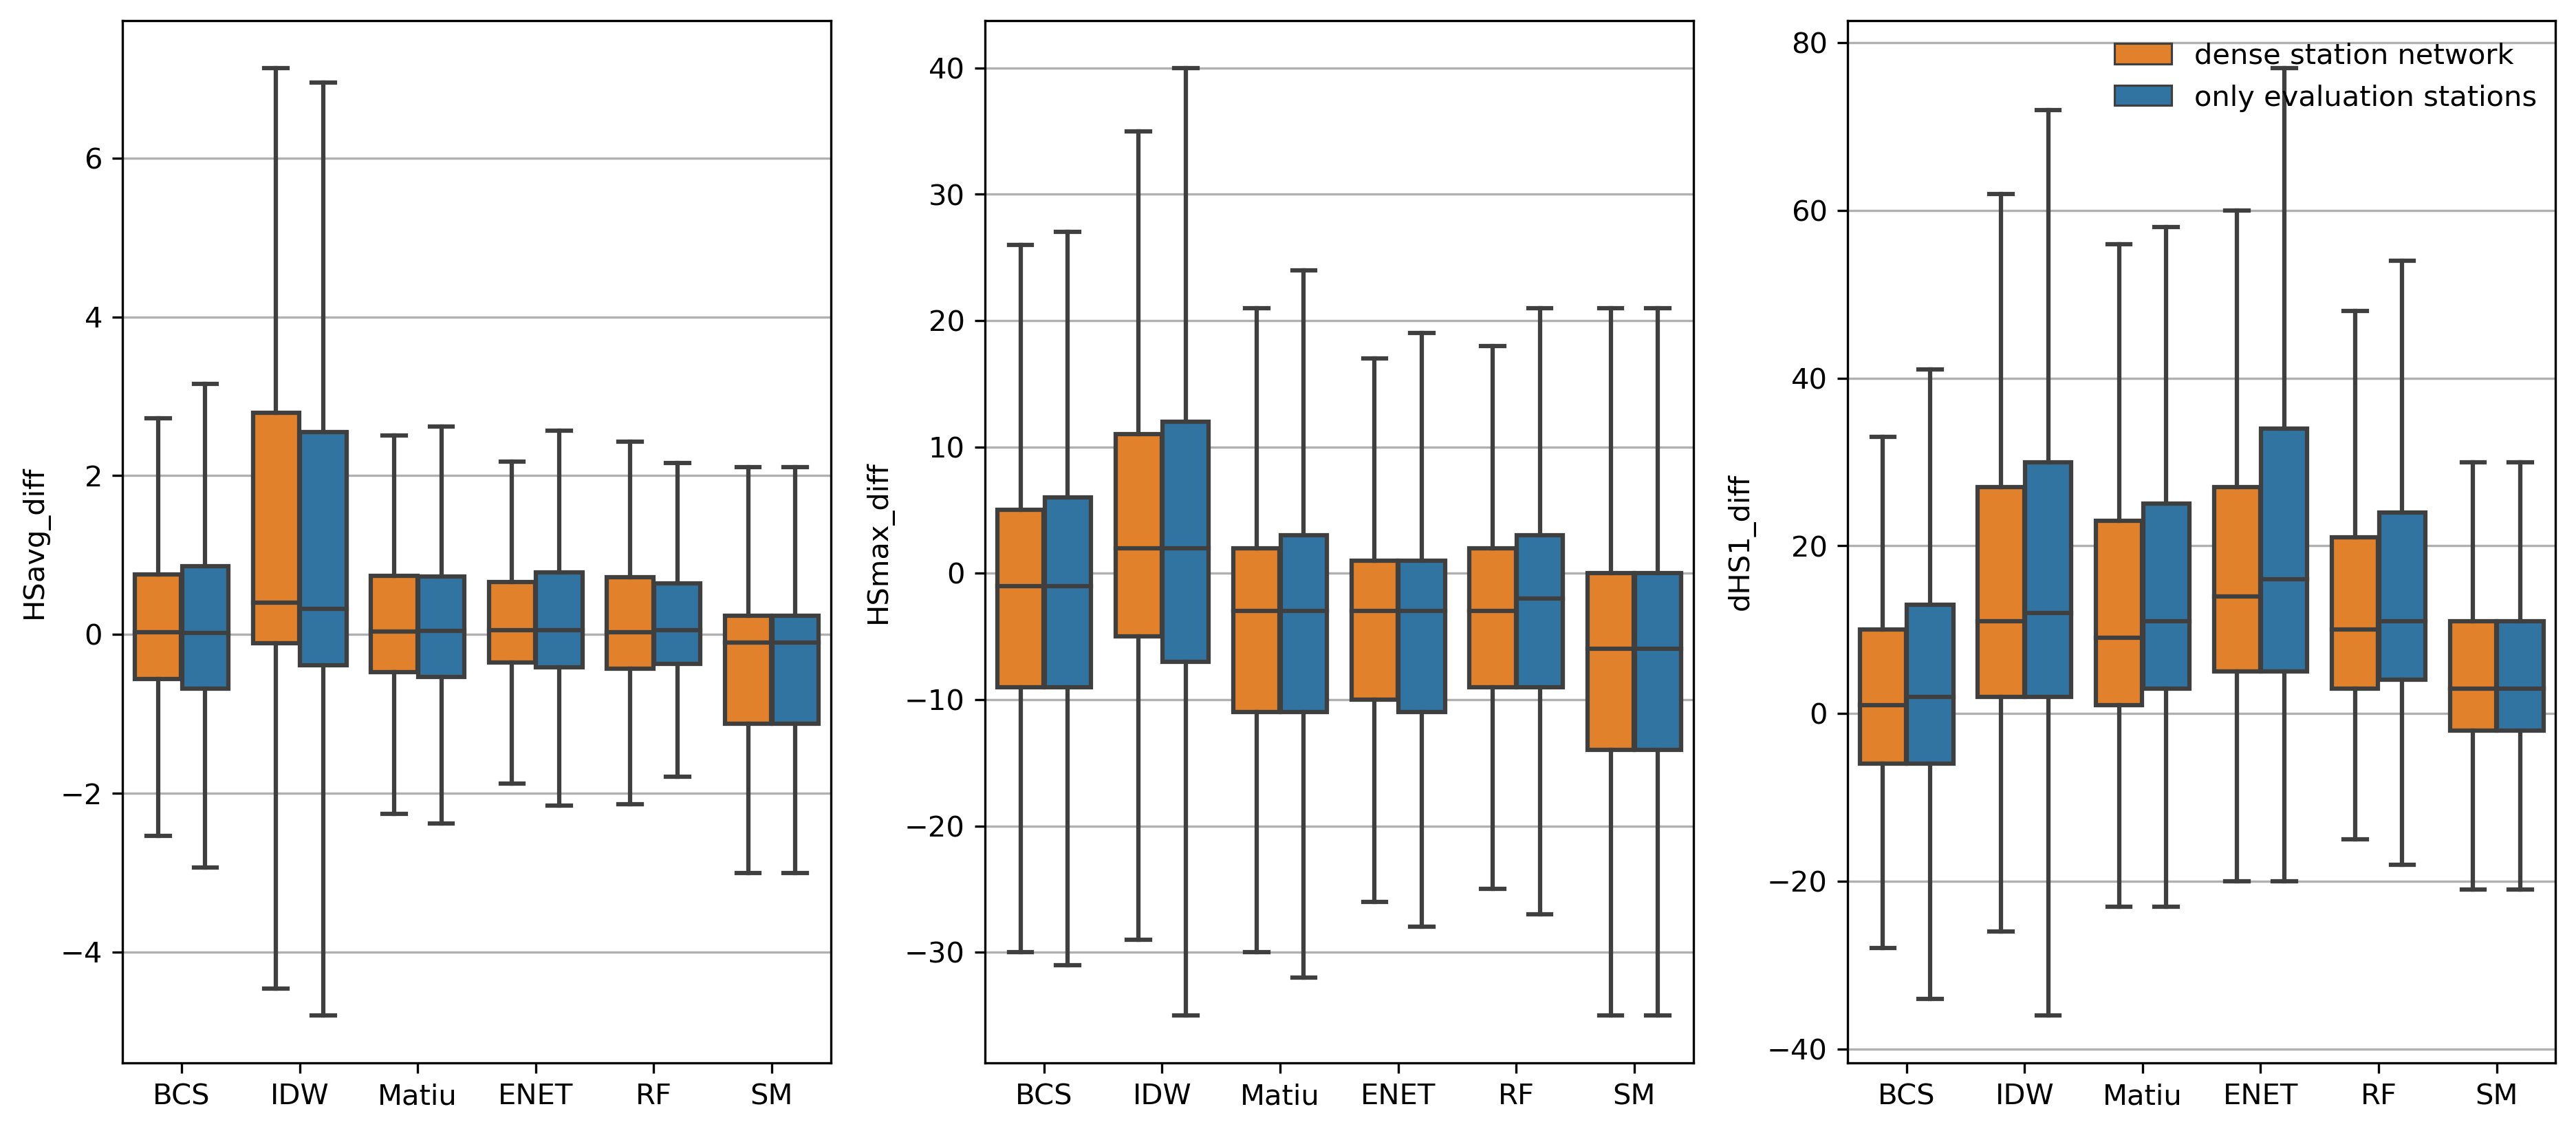 HSavg_diff
6
4
2
0
−2
−4
BCS IDW Matiu ENET RF SM
HSmax_diff
40
30
20
10
0
−10
−20
−30
BCS IDW Matiu ENET RF SM
dHS1_diff
80
60
40
20
0
−20
−40
dense station network
only evaluation stations
BCS IDW Matiu ENET RF SM